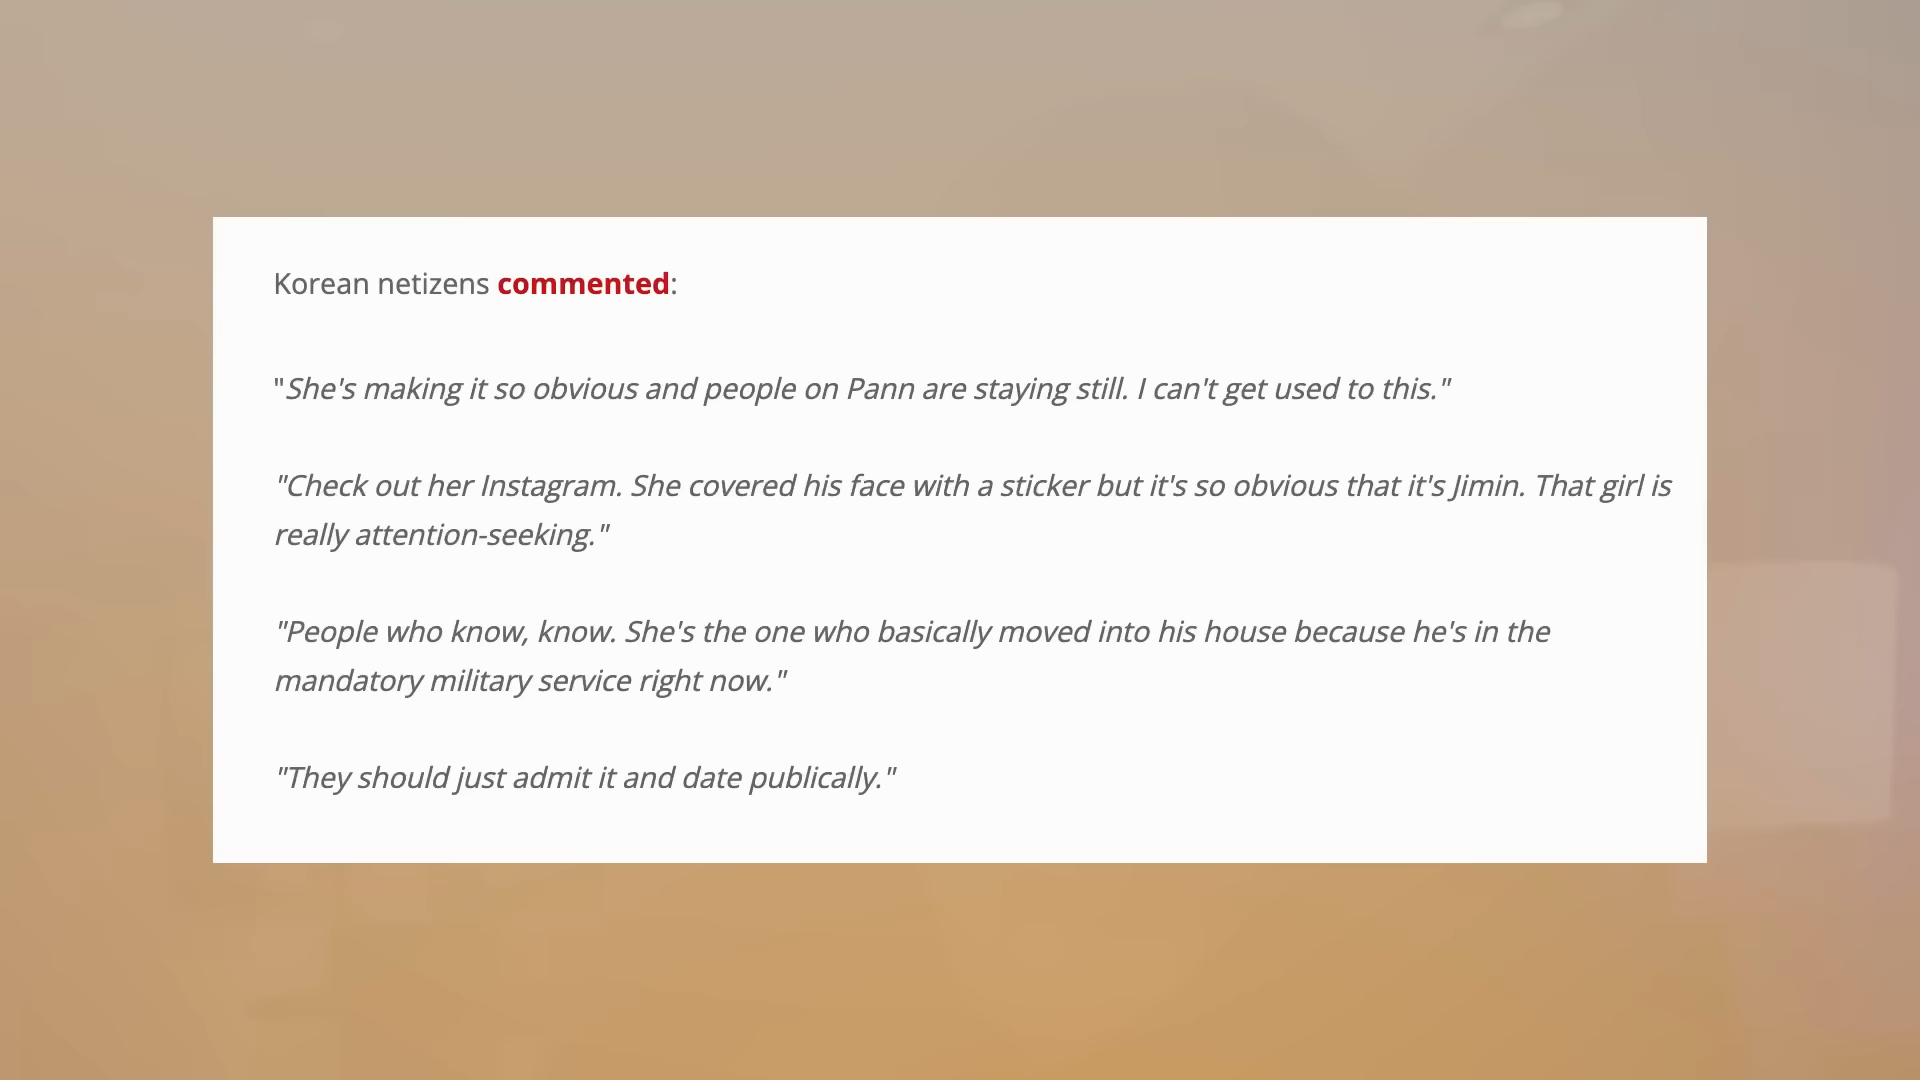 Korean netizens commented:
"She's making it so obvious and people on Pann are staying still. I can't get used to this."
"Check out her Instagram. She covered his face with a sticker but it's so obvious that it's Jimin. That girl is
really attention-seeking."
"People who know, know. She's the one who basically moved into his house because he's in the
mandatory military service right now."
"They should just admit it and date publically."